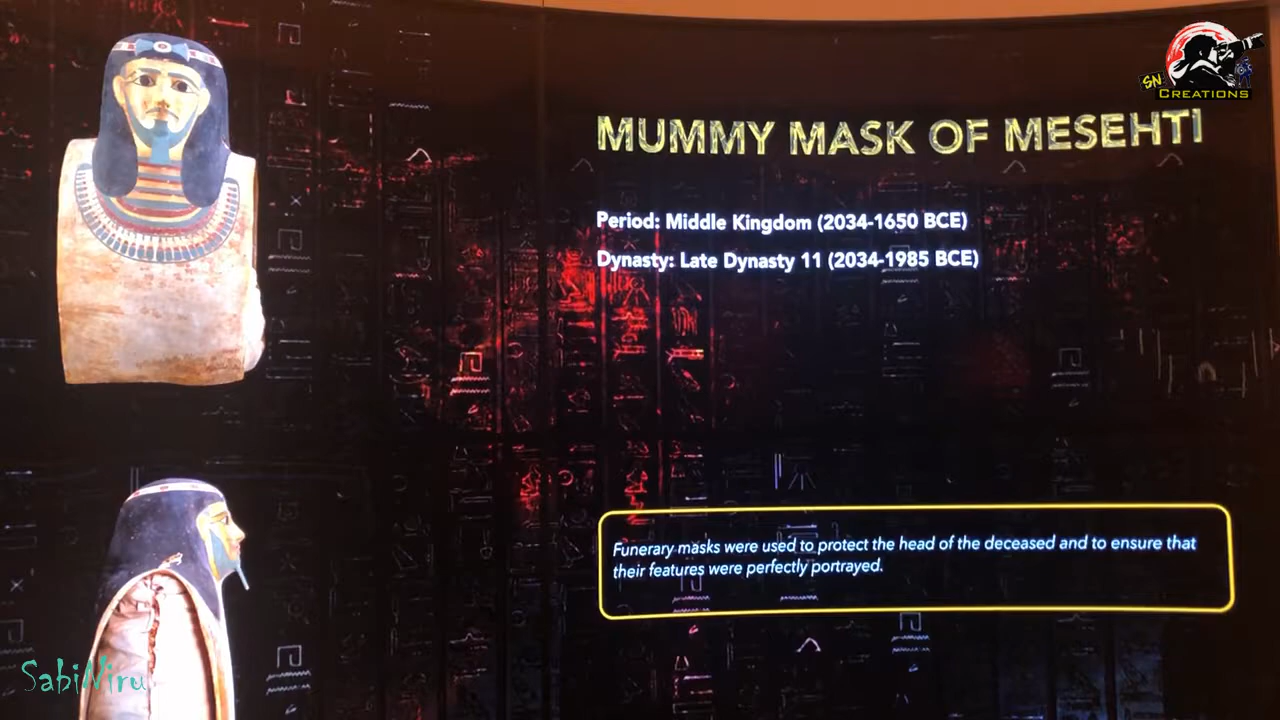 SN
CREATIONS
MUMMY MASK OF MESEHTI
Period: Middle Kingdom (2034-1650 BCE)
Dynasty: Late Dynasty 11 (2034-1985 BCE)
Funerary masks were used to protect the head of the deceased and to ensure that
their features were perfectly portrayed.
SabiNiru